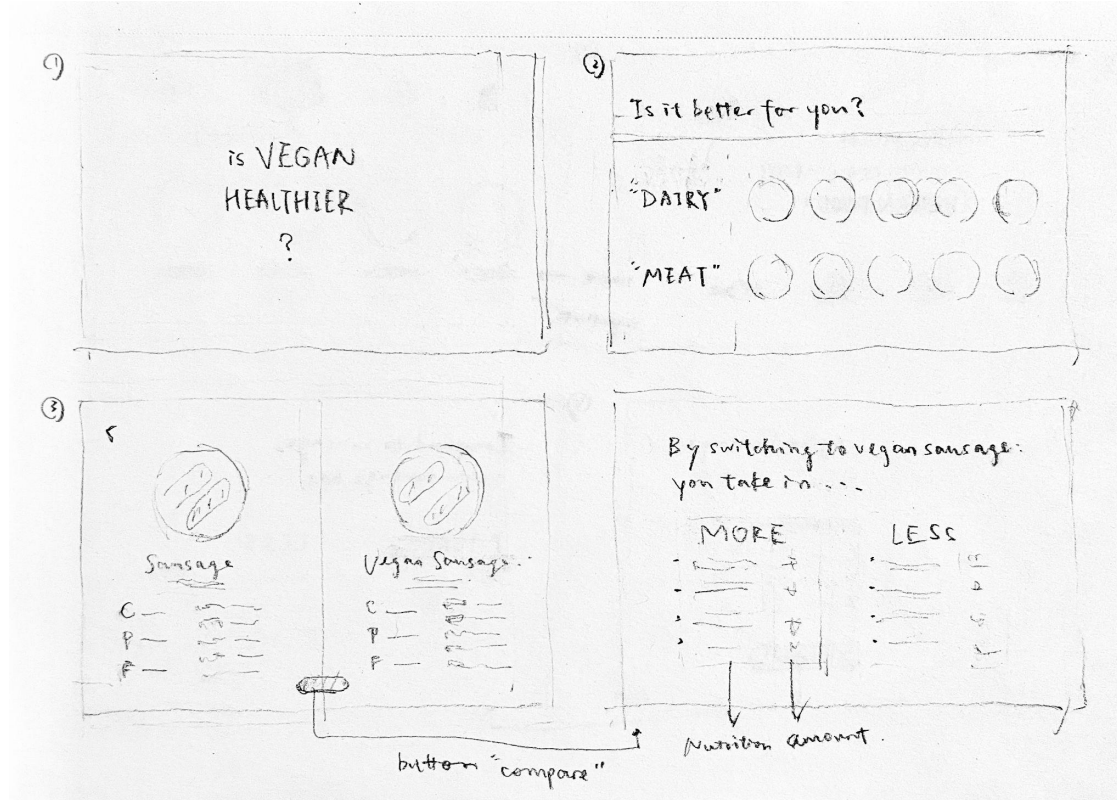 1
is VEGAN
HEALTHIER
?
2
Is it better for you?
"DAIRY"
"MEAT"
3
Sausage
C
P
F
Vegan Sausage.
C
P
F
button "compare"
By switching to vegan sausage:
you take in ...
MORE LESS
Nutrition amount.